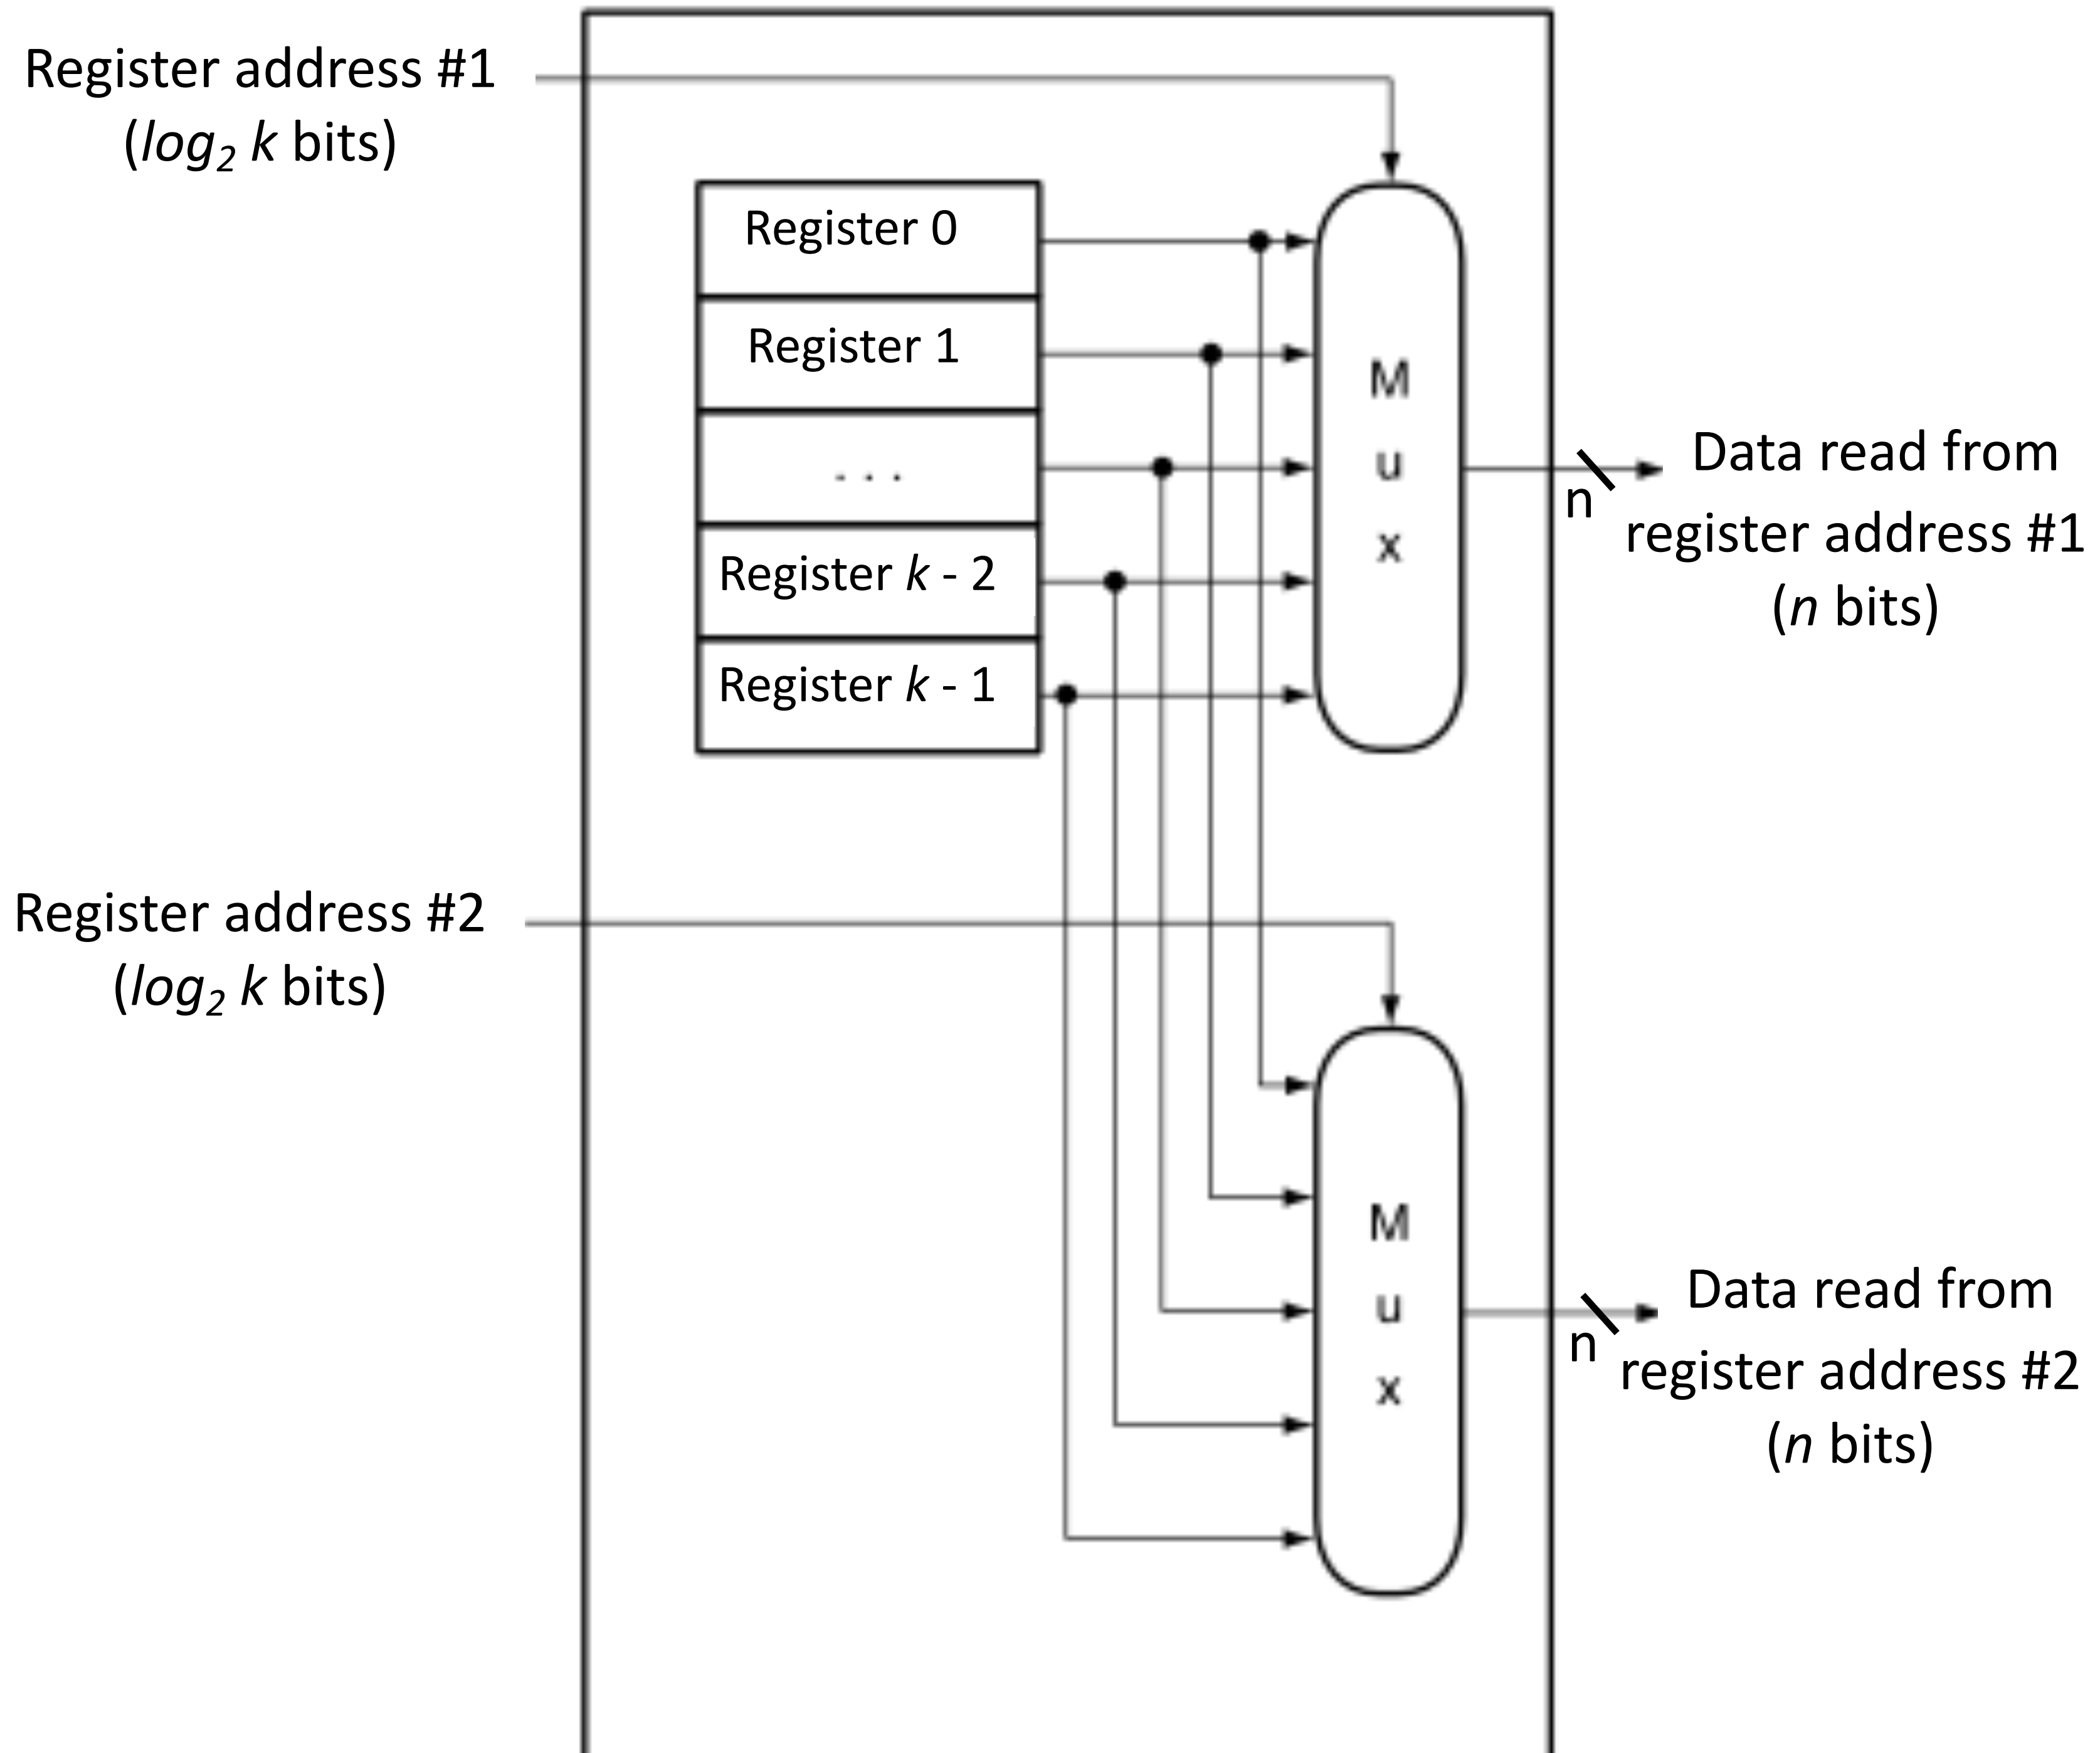 Register address #1
(log₂ k bits)
Register 0
Register 1
. . .
Register k - 2
Register k - 1
M
u
x
n
Data read from
register address #1
(n bits)
Register address #2
(log₂ k bits)
M
u
x
n
Data read from
register address #2
(n bits)